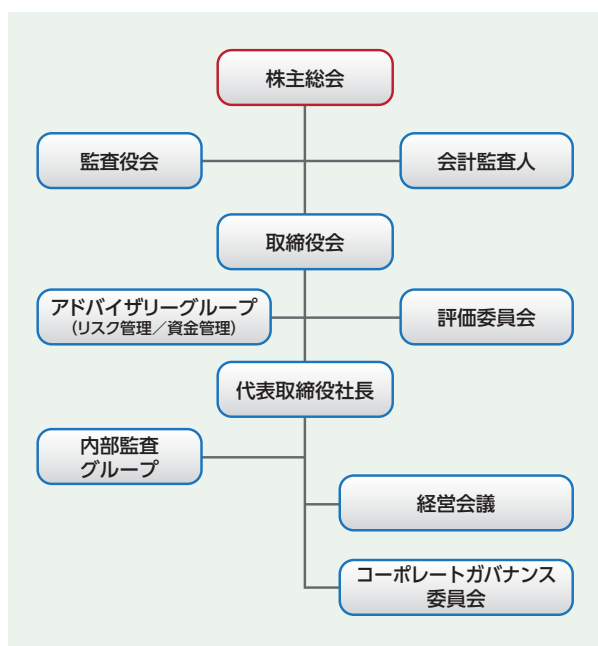 株主総会
監査役会
会計監査人
取締役会
アドバイザリーグループ
（リスク管理／資金管理）
評価委員会
代表取締役社長
内部監査
グループ
経営会議
コーポレートガバナンス
委員会